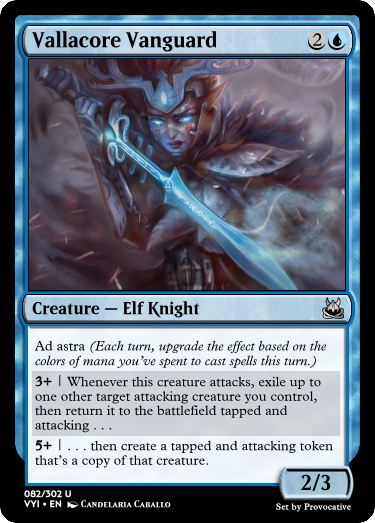 Vallacore Vanguard 2
Creature — Elf Knight
Ad astra (Each turn, upgrade the effect based on the
colors of mana you've spent to cast spells this turn.)
3+ | Whenever this creature attacks, exile up to
one other target attacking creature you control,
then return it to the battlefield tapped and
attacking . . .
5+ | . . . then create a tapped and attacking token
that's a copy of that creature.
2/3
082/302 U
VYI • EN Candelaria Caballo
Set by Provocative